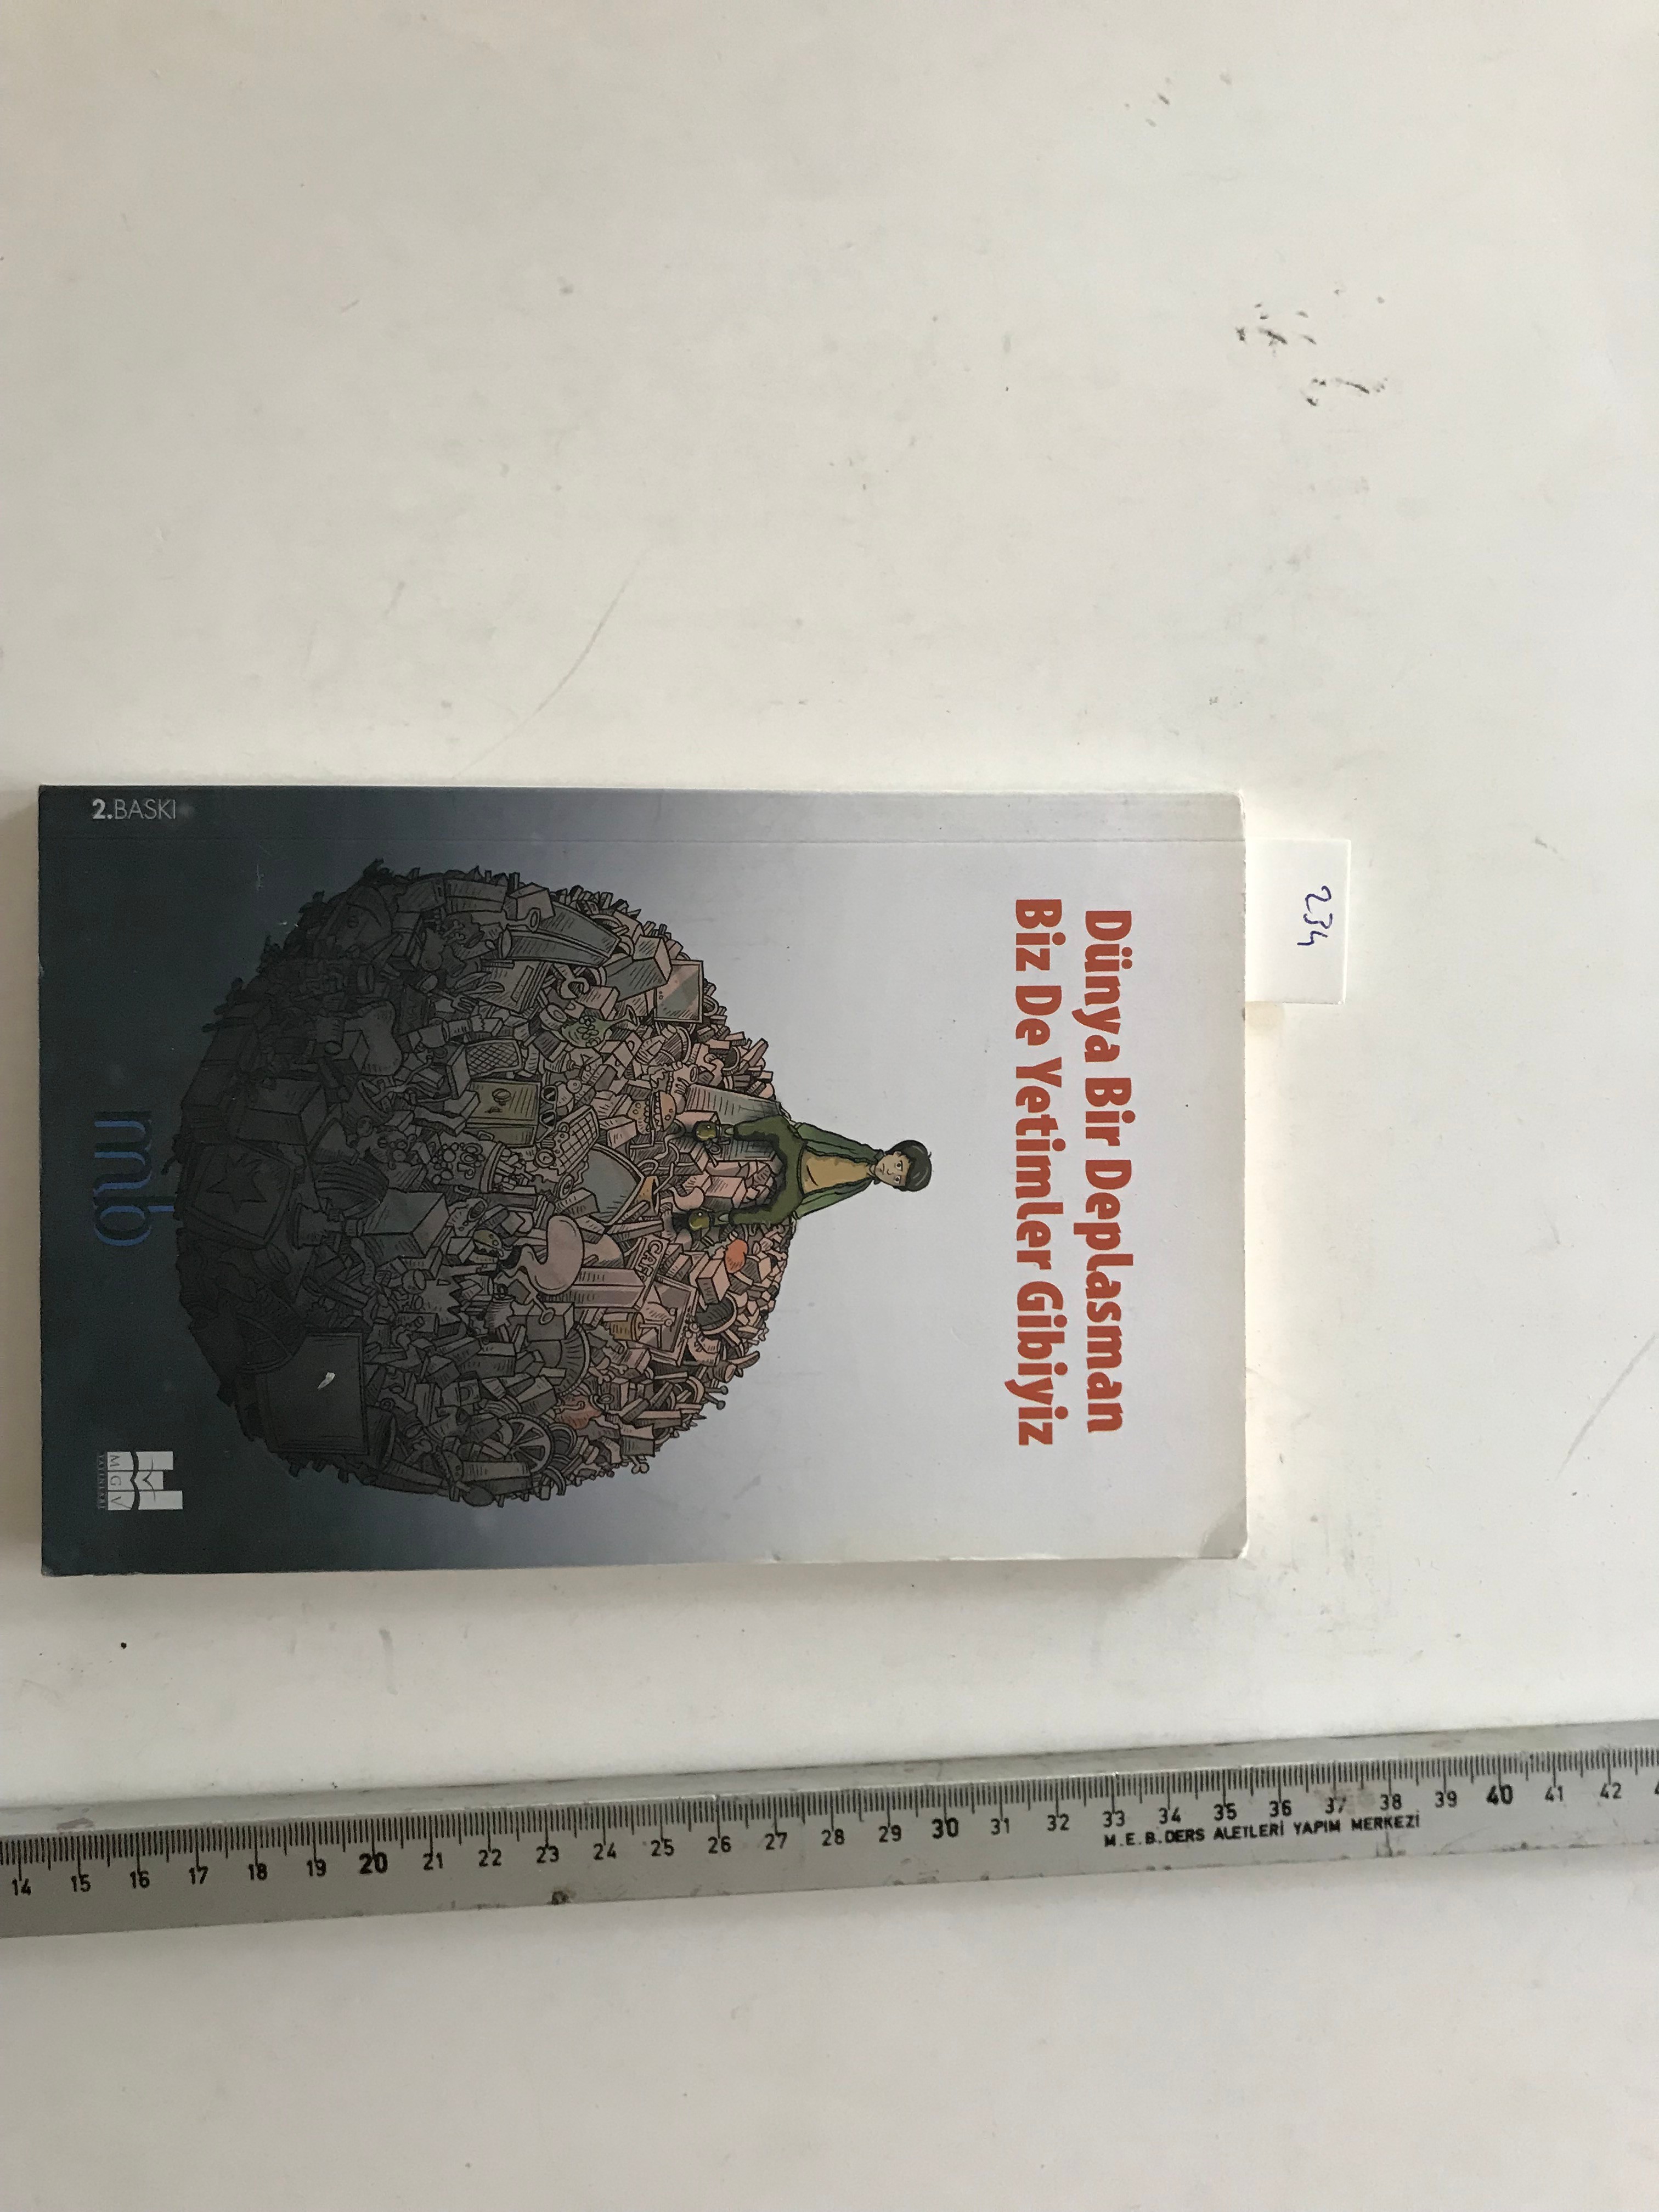 234
Dünya Bir Deplasman
Biz De Yetimler Gibiyiz
CAFE
mb
2.BASKI
MGV
YAYINLARI
14 15 16 17 18 19 20 21 22 23 24 25 26 27 28 29 30 31 32 33 34 35 36 37 38 39 40 41 42
M.E.B. DERS ALETLERİ YAPIM MERKEZİ